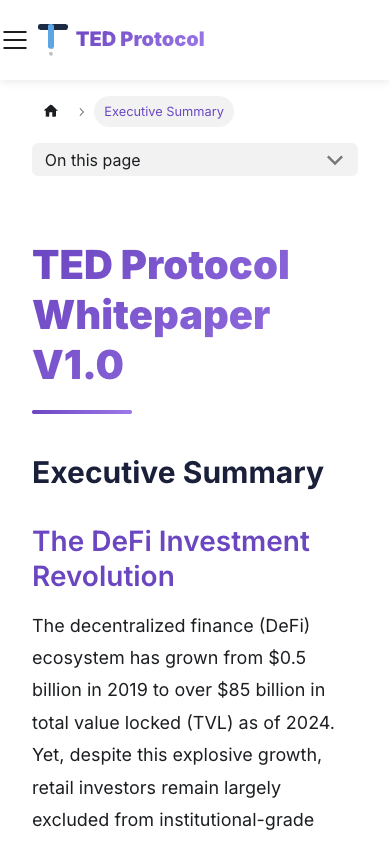 TED Protocol
Executive Summary
On this page
TED Protocol
Whitepaper
V1.0
Executive Summary
The DeFi Investment
Revolution
The decentralized finance (DeFi)
ecosystem has grown from $0.5
billion in 2019 to over $85 billion in
total value locked (TVL) as of 2024.
Yet, despite this explosive growth,
retail investors remain largely
excluded from institutional-grade